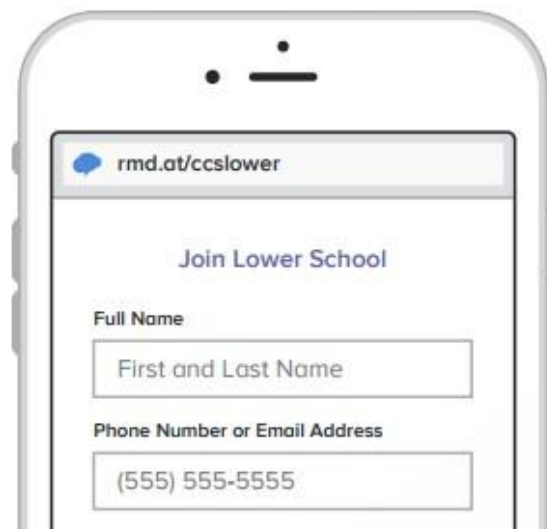 rmd.at/ccslower
Join Lower School
Full Name
First and Last Name
Phone Number or Email Address
(555) 555-5555